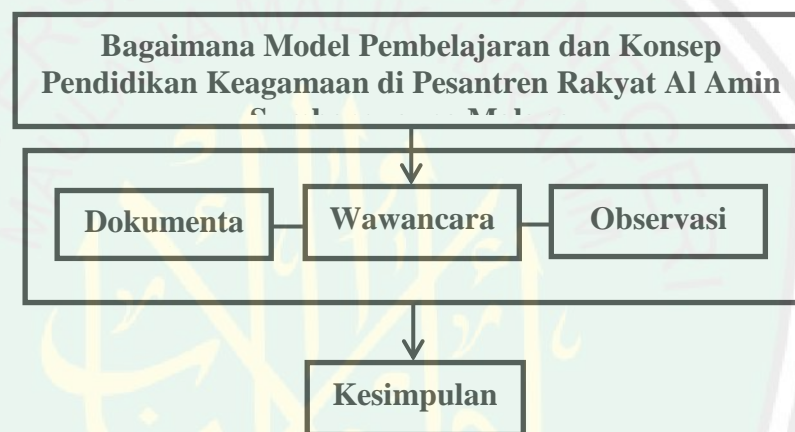 Bagaimana Model Pembelajaran dan Konsep
Pendidikan Keagamaan di Pesantren Rakyat Al Amin
Dokumenta
Wawancara
Observasi
Kesimpulan